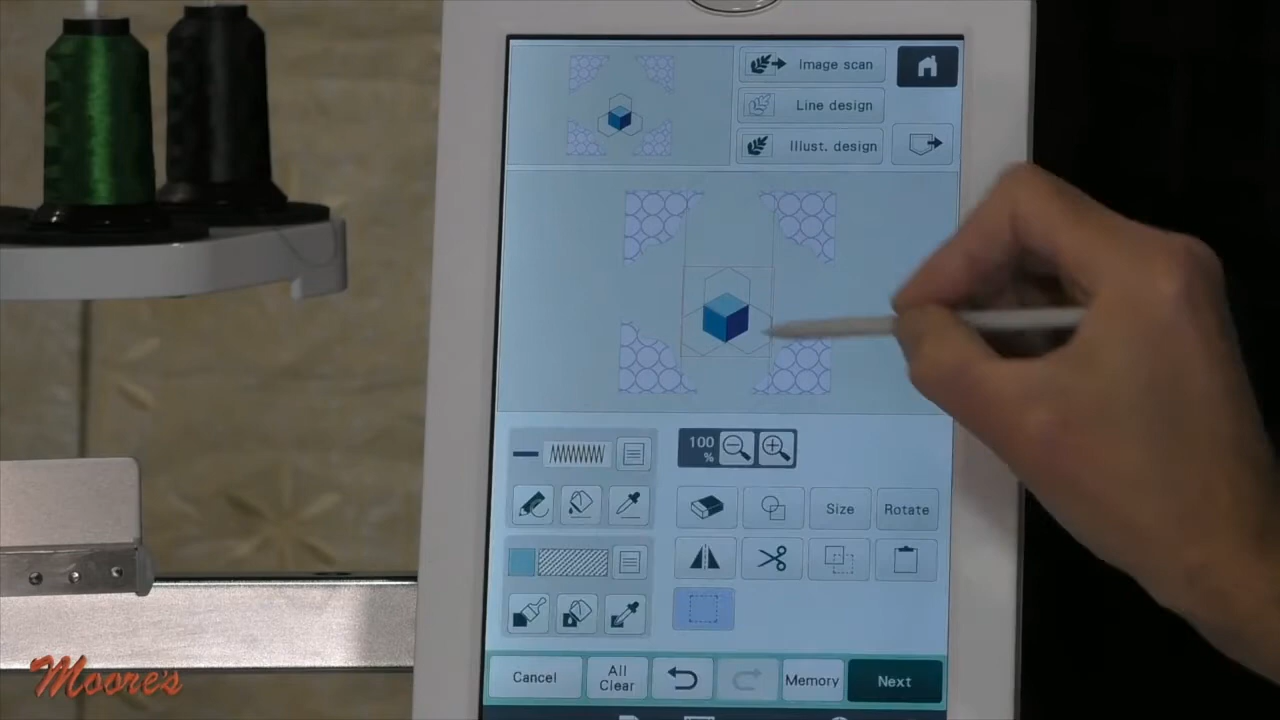 Image scan
Line design
Illust. design
100
%
Size
Rotate
Cancel
All
Clear
Memory
Next
Moore's